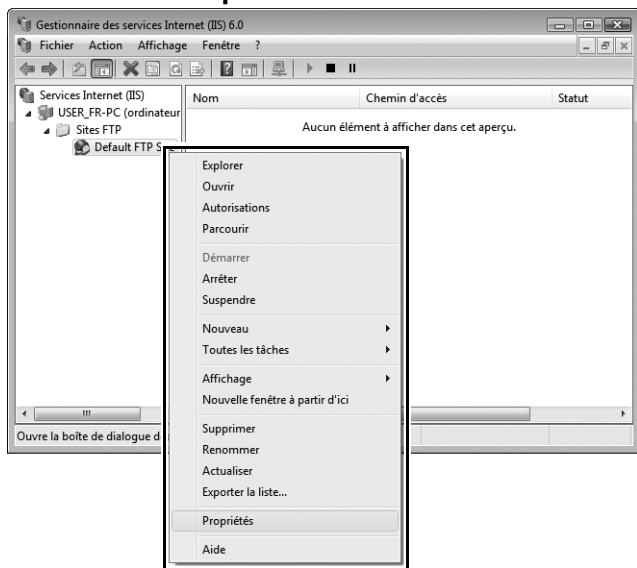 Gestionnaire des services Internet (IIS) 6.0
Fichier Action Affichage Fenêtre ?
Services Internet (IIS)
USER_FR-PC (ordinateur
Sites FTP
Default FTP
Nom Chemin d'accès Statut
Aucun élément à afficher dans cet aperçu.
Explorer
Ouvrir
Autorisations
Parcourir
Démarrer
Arrêter
Suspendre
Nouveau
Toutes les tâches
Affichage
Nouvelle fenêtre à partir d'ici
Supprimer
Renommer
Actualiser
Exporter la liste...
Propriétés
Aide
Ouvre la boîte de dialogue